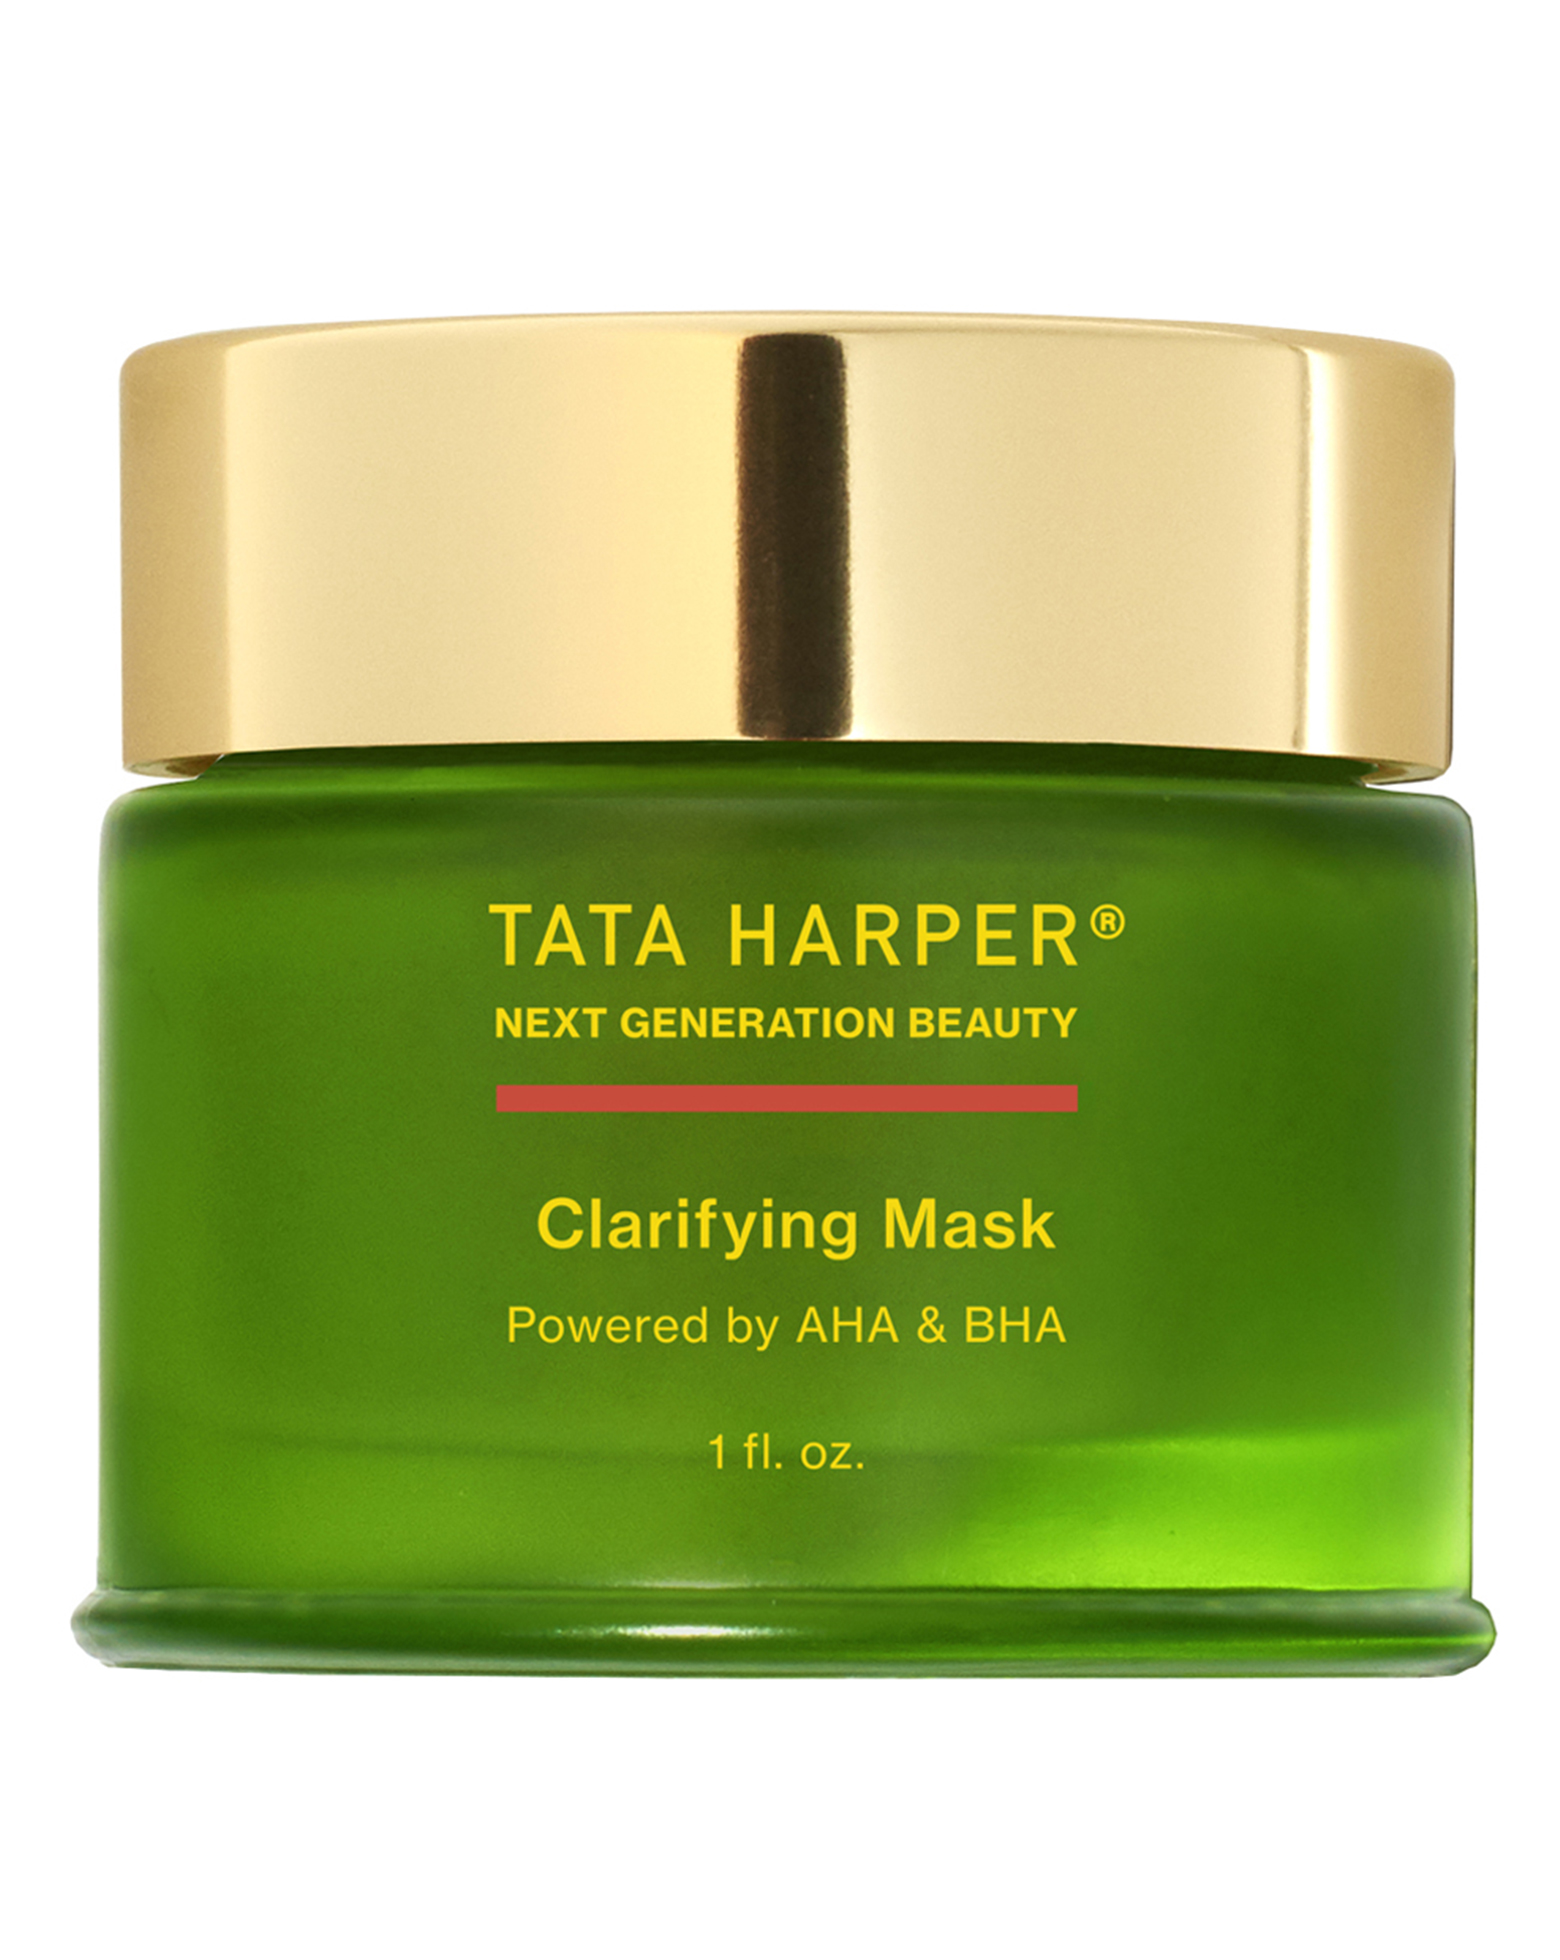 TATA HARPER®
NEXT GENERATION BEAUTY
Clarifying Mask
Powered by AHA & BHA
1 fl. oz.